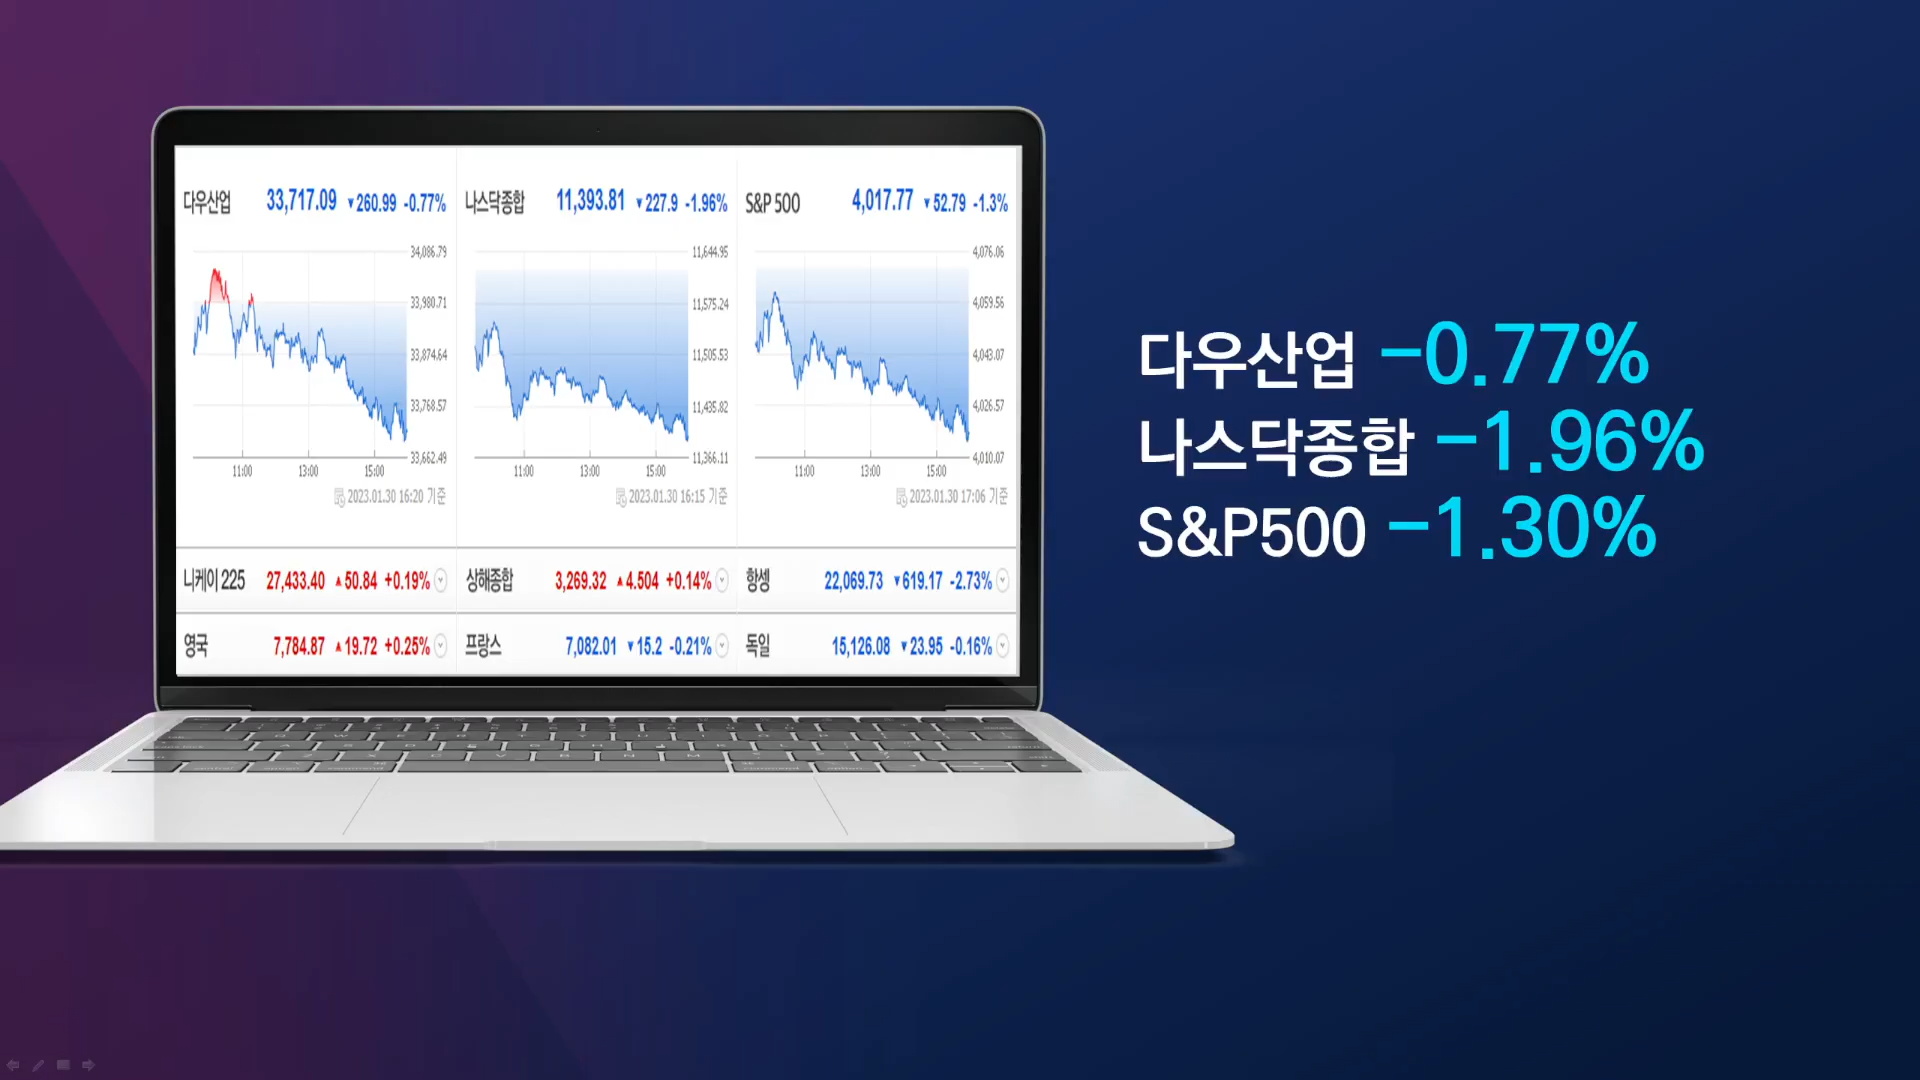 다우산업 33,717.09 ▼260.99 -0.77%
34,086.79
33,980.71
33,874.64
33,768.57
33,662.49
11:00 13:00 15:00
2023.01.30 16:20 기준
나스닥종합 11,393.81 ▼227.9 -1.96%
11,644.95
11,575.24
11,505.53
11,435.82
11,366.11
11:00 13:00 15:00
2023.01.30 16:15 기준
S&P 500 4,017.77 ▼52.79 -1.3%
4,076.06
4,059.56
4,043.07
4,026.57
4,010.07
11:00 13:00 15:00
2023.01.30 17:06 기준
니케이 225 27,433.40 ▲50.84 +0.19%
상해종합 3,269.32 ▲4.504 +0.14%
항셍 22,069.73 ▼619.17 -2.73%
영국 7,784.87 ▲19.72 +0.25%
프랑스 7,082.01 ▼15.2 -0.21%
독일 15,126.08 ▼23.95 -0.16%
다우산업 -0.77%
나스닥종합 -1.96%
S&P500 -1.30%